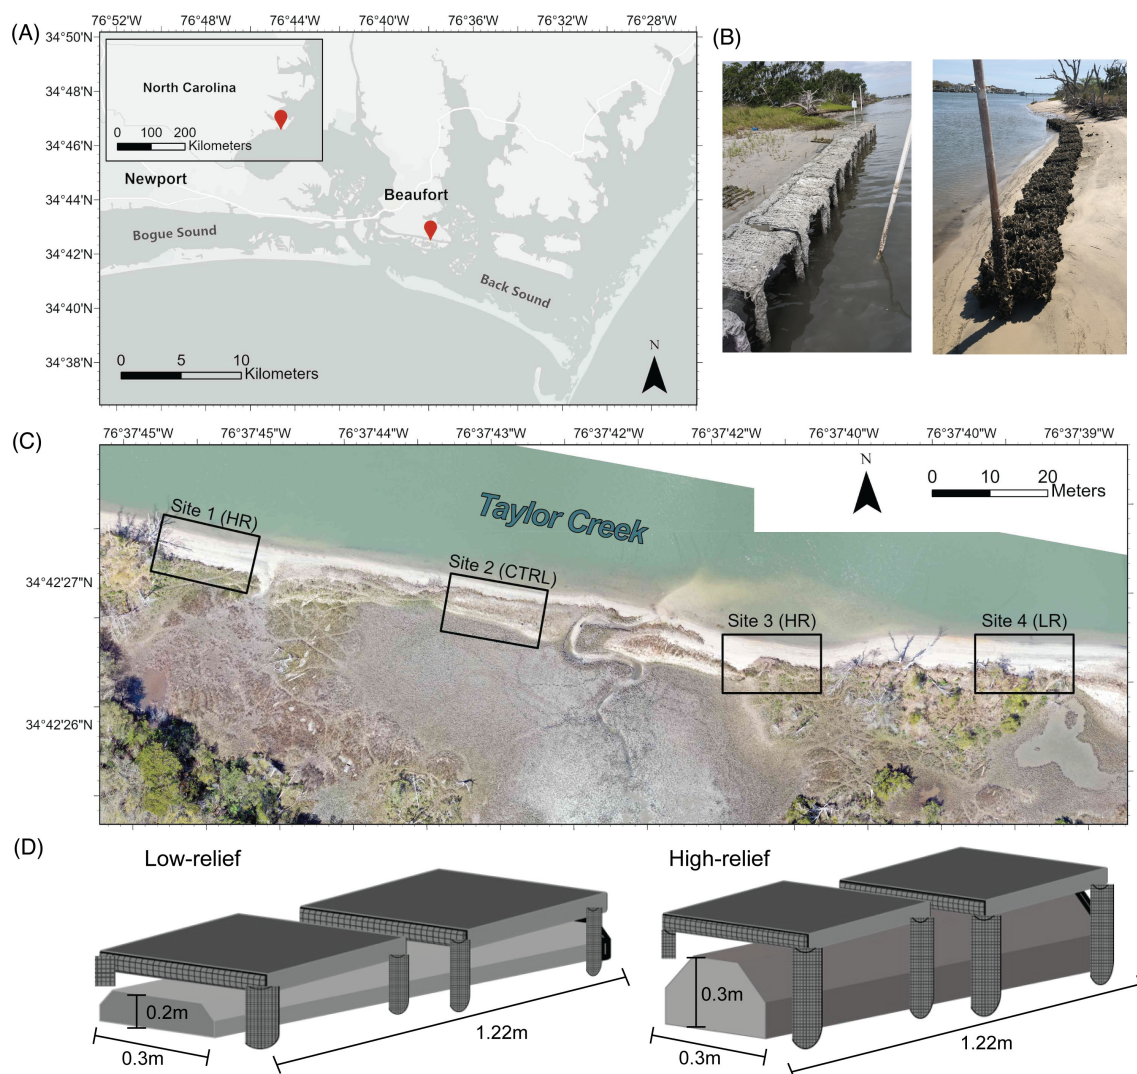 (A)
76°52'W 76°48'W 76°44'W 76°40'W 76°36'W 76°32'W 76°28'W
34°50'N
34°48'N
34°46'N
34°44'N
34°42'N
34°40'N
34°38'N
North Carolina
0 100 200
Kilometers
Newport
Beaufort
Bogue Sound
Back Sound
0 5 10
Kilometers
N
(B)
(C)
76°37'45"W 76°37'45"W 76°37'44"W 76°37'43"W 76°37'42"W 76°37'42"W 76°37'40"W 76°37'40"W 76°37'39"W
34°42'27"N
34°42'26"N
N
0 10 20
Meters
Taylor Creek
Site 1 (HR)
Site 2 (CTRL)
Site 3 (HR)
Site 4 (LR)
(D)
Low-relief
0.2m
0.3m
1.22m
High-relief
0.3m
0.3m
1.22m